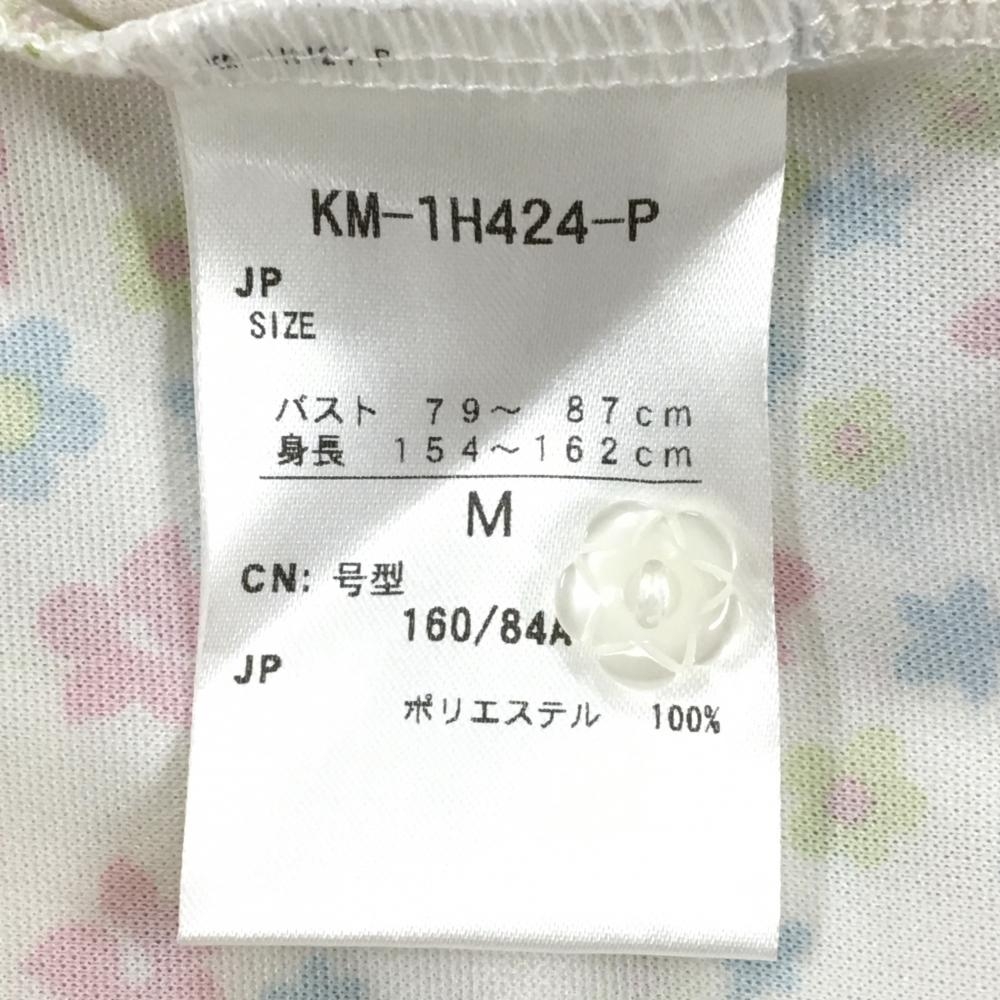 KM-1H424-P
JP
SIZE
バスト 79～ 87cm
身長 154～162cm
M
CN: 号型
160/84A
JP
ポリエステル 100%